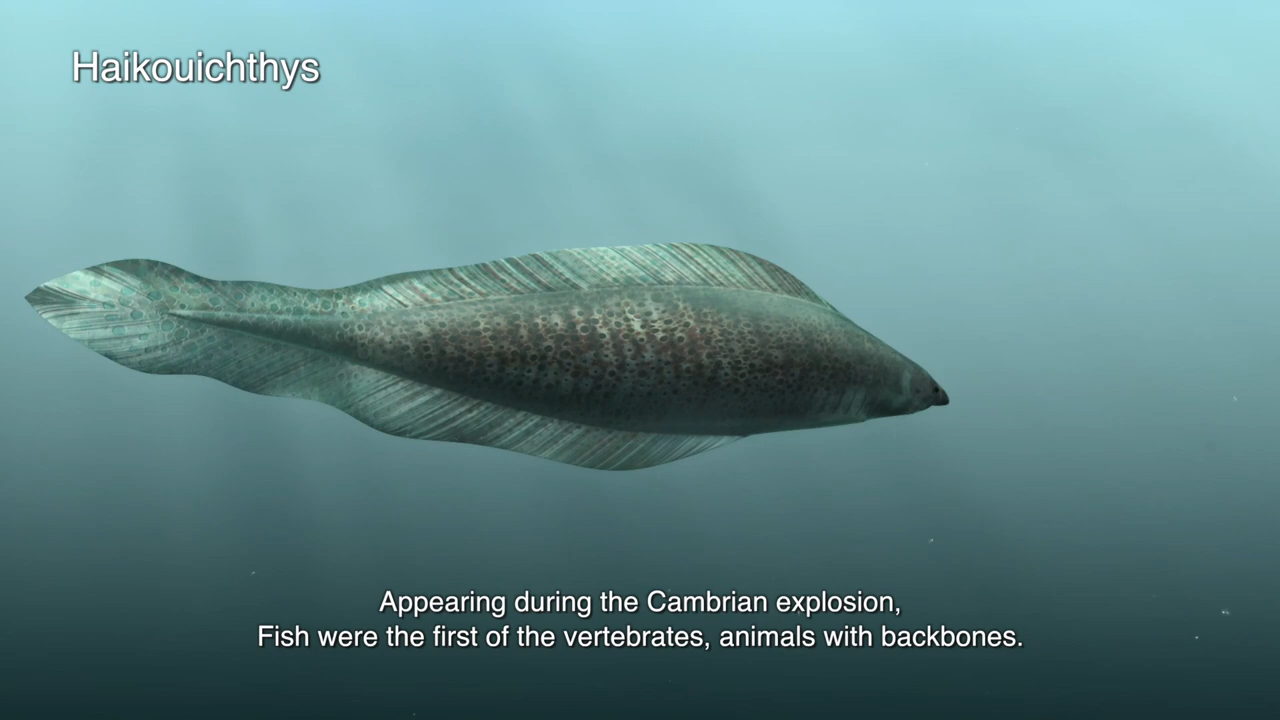 Haikouichthys
Appearing during the Cambrian explosion,
Fish were the first of the vertebrates, animals with backbones.